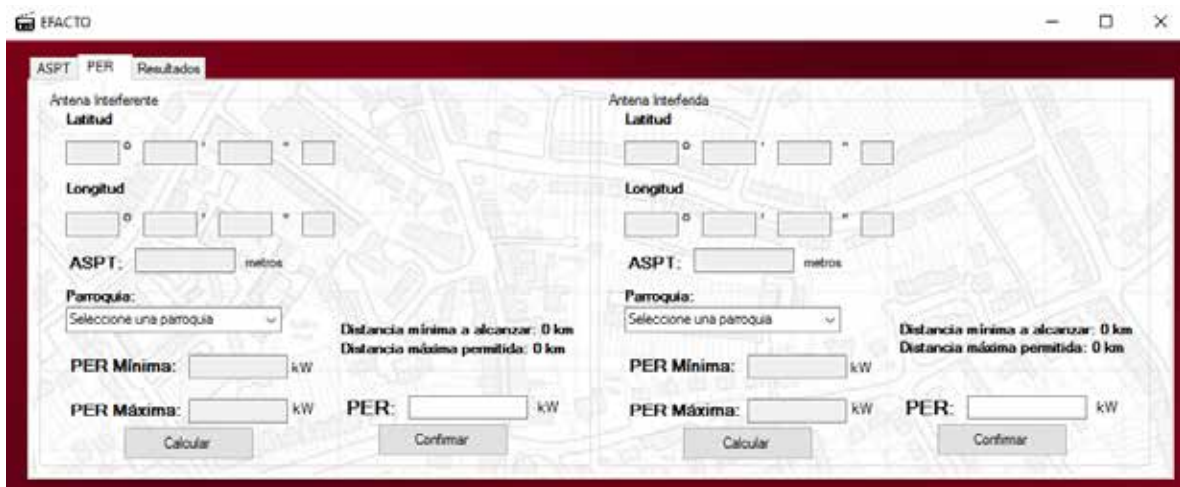 EFACTO
ASPT PER Resultados
Antena Interferente
Latitud
° ' "
Longitud
° ' "
ASPT: metros
Parroquia:
Seleccione una parroquia
Distancia mínima a alcanzar: 0 km
Distancia máxima permitida: 0 km
PER Mínima: kW
PER Máxima: kW
PER: kW
Calcular
Confirmar
Antena Interferida
Latitud
° ' "
Longitud
° ' "
ASPT: metros
Parroquia:
Seleccione una parroquia
Distancia mínima a alcanzar: 0 km
Distancia máxima permitida: 0 km
PER Mínima: kW
PER Máxima: kW
PER: kW
Calcular
Confirmar